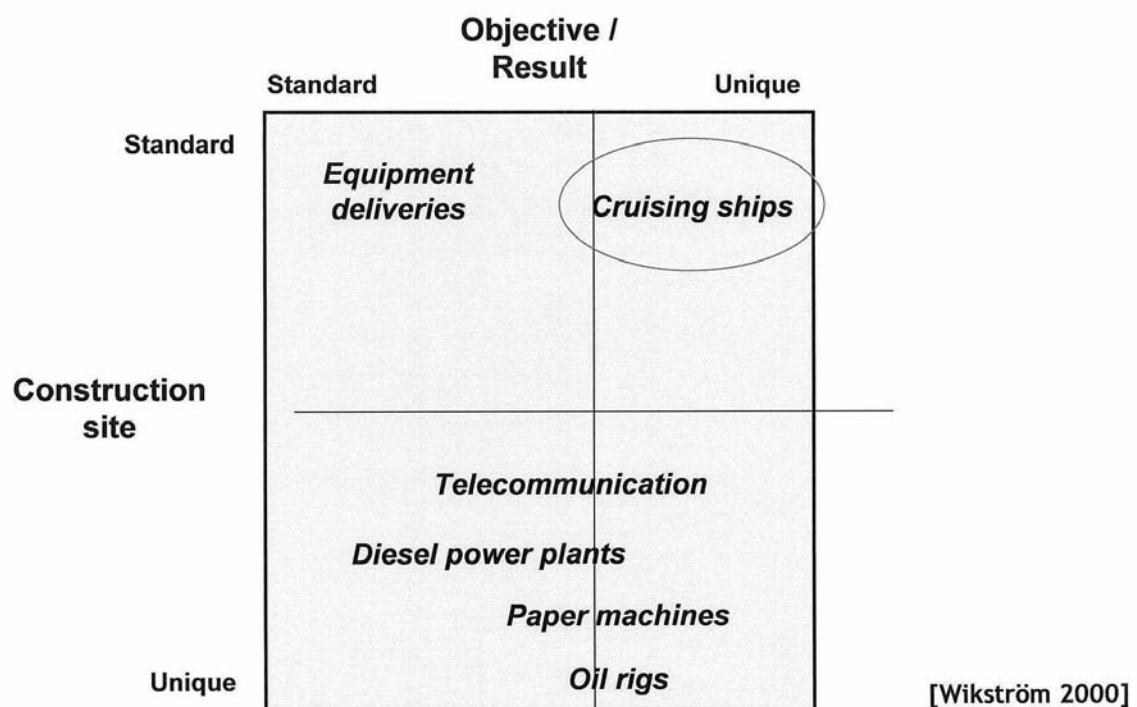 Objective /
Result
Standard
Unique
Standard
Equipment
deliveries
Cruising ships
Construction
site
Telecommunication
Diesel power plants
Paper machines
Unique
Oil rigs
[Wikström 2000]